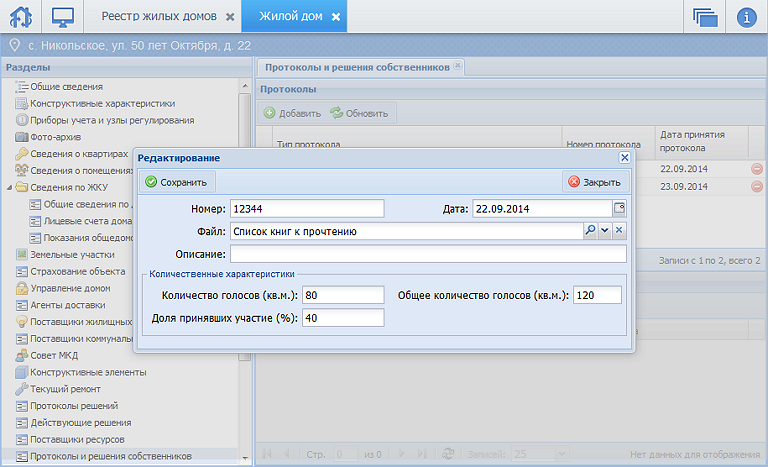 Реестр жилых домов
Жилой дом
с. Никольское, ул. 50 лет Октября, д. 22
Разделы
Общие сведения
Конструктивные характеристики
Приборы учета и узлы регулирования
Фото-архив
Сведения о квартирах
Сведения о помещениях
Сведения по ЖКУ
Общие сведения по
Лицевые счета дома
Показания общедомо
Земельные участки
Страхование объекта
Управление домом
Агенты доставки
Поставщики жилищных
Поставщики коммуналь
Совет МКД
Конструктивные элементы
Текущий ремонт
Протоколы решений
Действующие решения
Поставщики ресурсов
Протоколы и решения собственников
Протоколы и решения собственников
Протоколы
Добавить
Обновить
Тип протокола
Номер протокола
Дата принятия
протокола
22.09.2014
23.09.2014
Записи с 1 по 2, всего 2
Редактирование
Сохранить
Закрыть
Номер: 12344
Дата: 22.09.2014
Файл: Список книг к прочтению
Описание:
Количественные характеристики
Количество голосов (кв.м.): 80
Общее количество голосов (кв.м.): 120
Доля принявших участие (%): 40
Стр. 0 из 0
Записей: 25
Нет данных для отображения